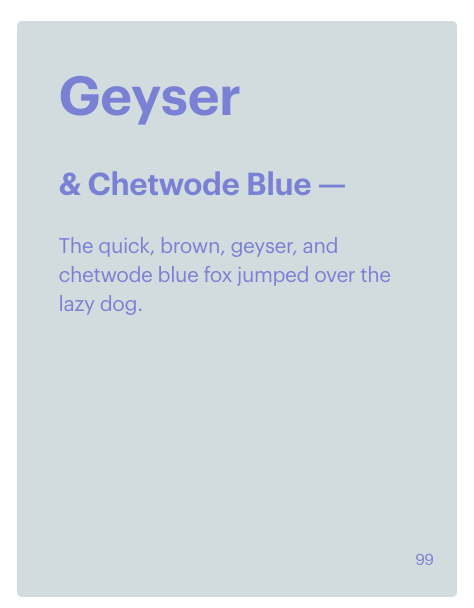 Geyser
& Chetwode Blue —
The quick, brown, geyser, and
chetwode blue fox jumped over the
lazy dog.
99